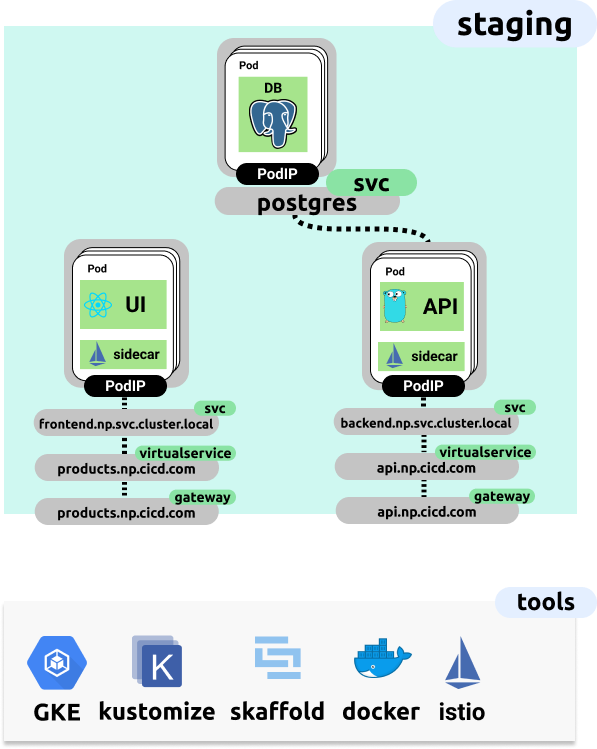 staging
Pod
DB
PodIP
svc
postgres
Pod
UI
sidecar
PodIP
svc
frontend.np.svc.cluster.local
virtualservice
products.np.cicd.com
gateway
products.np.cicd.com
Pod
API
sidecar
PodIP
svc
backend.np.svc.cluster.local
virtualservice
api.np.cicd.com
gateway
api.np.cicd.com
tools
K
GKE
kustomize
skaffold
docker
istio